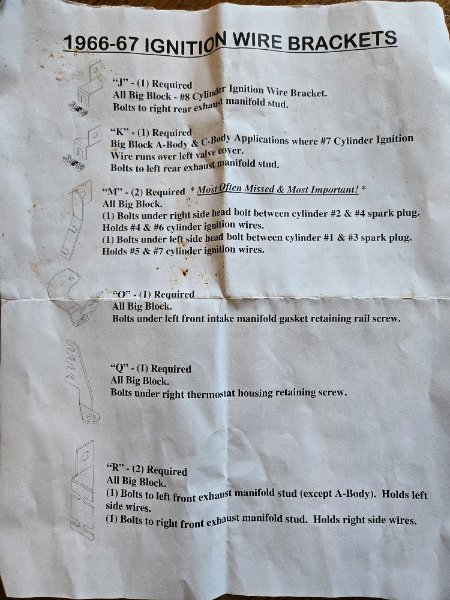 1966-67 IGNITION WIRE BRACKETS
"J" - (1) Required
All Big Block - #8 Cylinder Ignition Wire Bracket.
Bolts to right rear exhaust manifold stud.
"K" - (1) Required
Big Block A-Body & C-Body Applications where #7 Cylinder Ignition
Wire runs over left valve cover.
Bolts to left rear exhaust manifold stud.
"M" - (2) Required * Most Often Missed & Most Important! *
All Big Block.
(1) Bolts under right side head bolt between cylinder #2 & #4 spark plug.
Holds #4 & #6 cylinder ignition wires.
(1) Bolts under left side head bolt between cylinder #1 & #3 spark plug.
Holds #5 & #7 cylinder ignition wires.
"O" - (1) Required
All Big Block.
Bolts under left front intake manifold gasket retaining rail screw.
"Q" - (1) Required
All Big Block.
Bolts under right thermostat housing retaining screw.
"R" - (2) Required
All Big Block.
(1) Bolts to left front exhaust manifold stud (except A-Body). Holds left
side wires.
(1) Bolts to right front exhaust manifold stud. Holds right side wires.